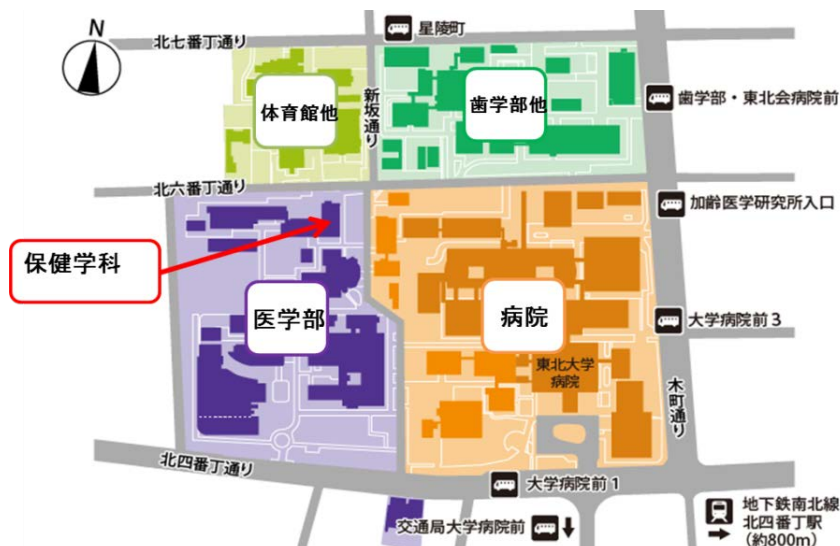 N
星陵町
北七番丁通り
体育館他
新坂通り
歯学部他
歯学部・東北会病院前
北六番丁通り
加齢医学研究所入口
保健学科
医学部
病院
大学病院前3
東北大学
病院
木町通り
北四番丁通り
大学病院前1
交通局大学病院前
地下鉄南北線
北四番丁駅
(約800m)